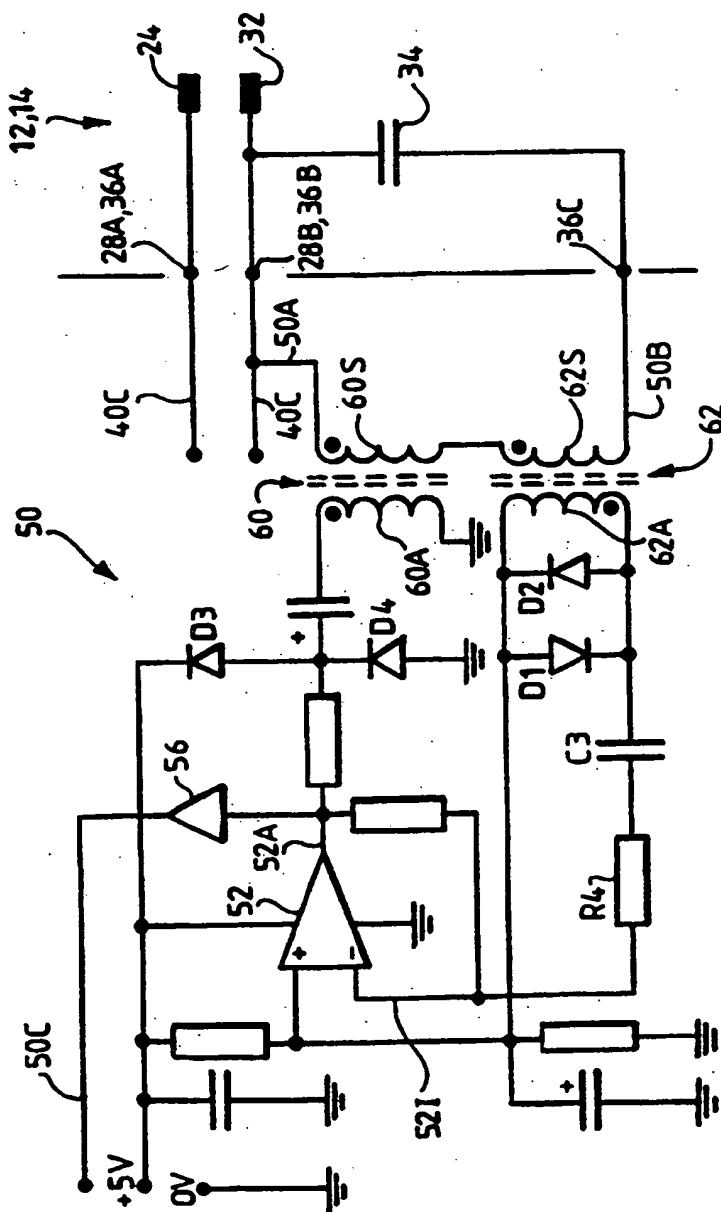 50
12,14
24
32
34
28A,36A
28B,36B
36C
40C
40C
50A
50B
60
60S
60A
62S
62A
62
50C
+5V
0V
56
D3
D4
52
52A
52I
+
−
+
+
D1
D2
C3
R4